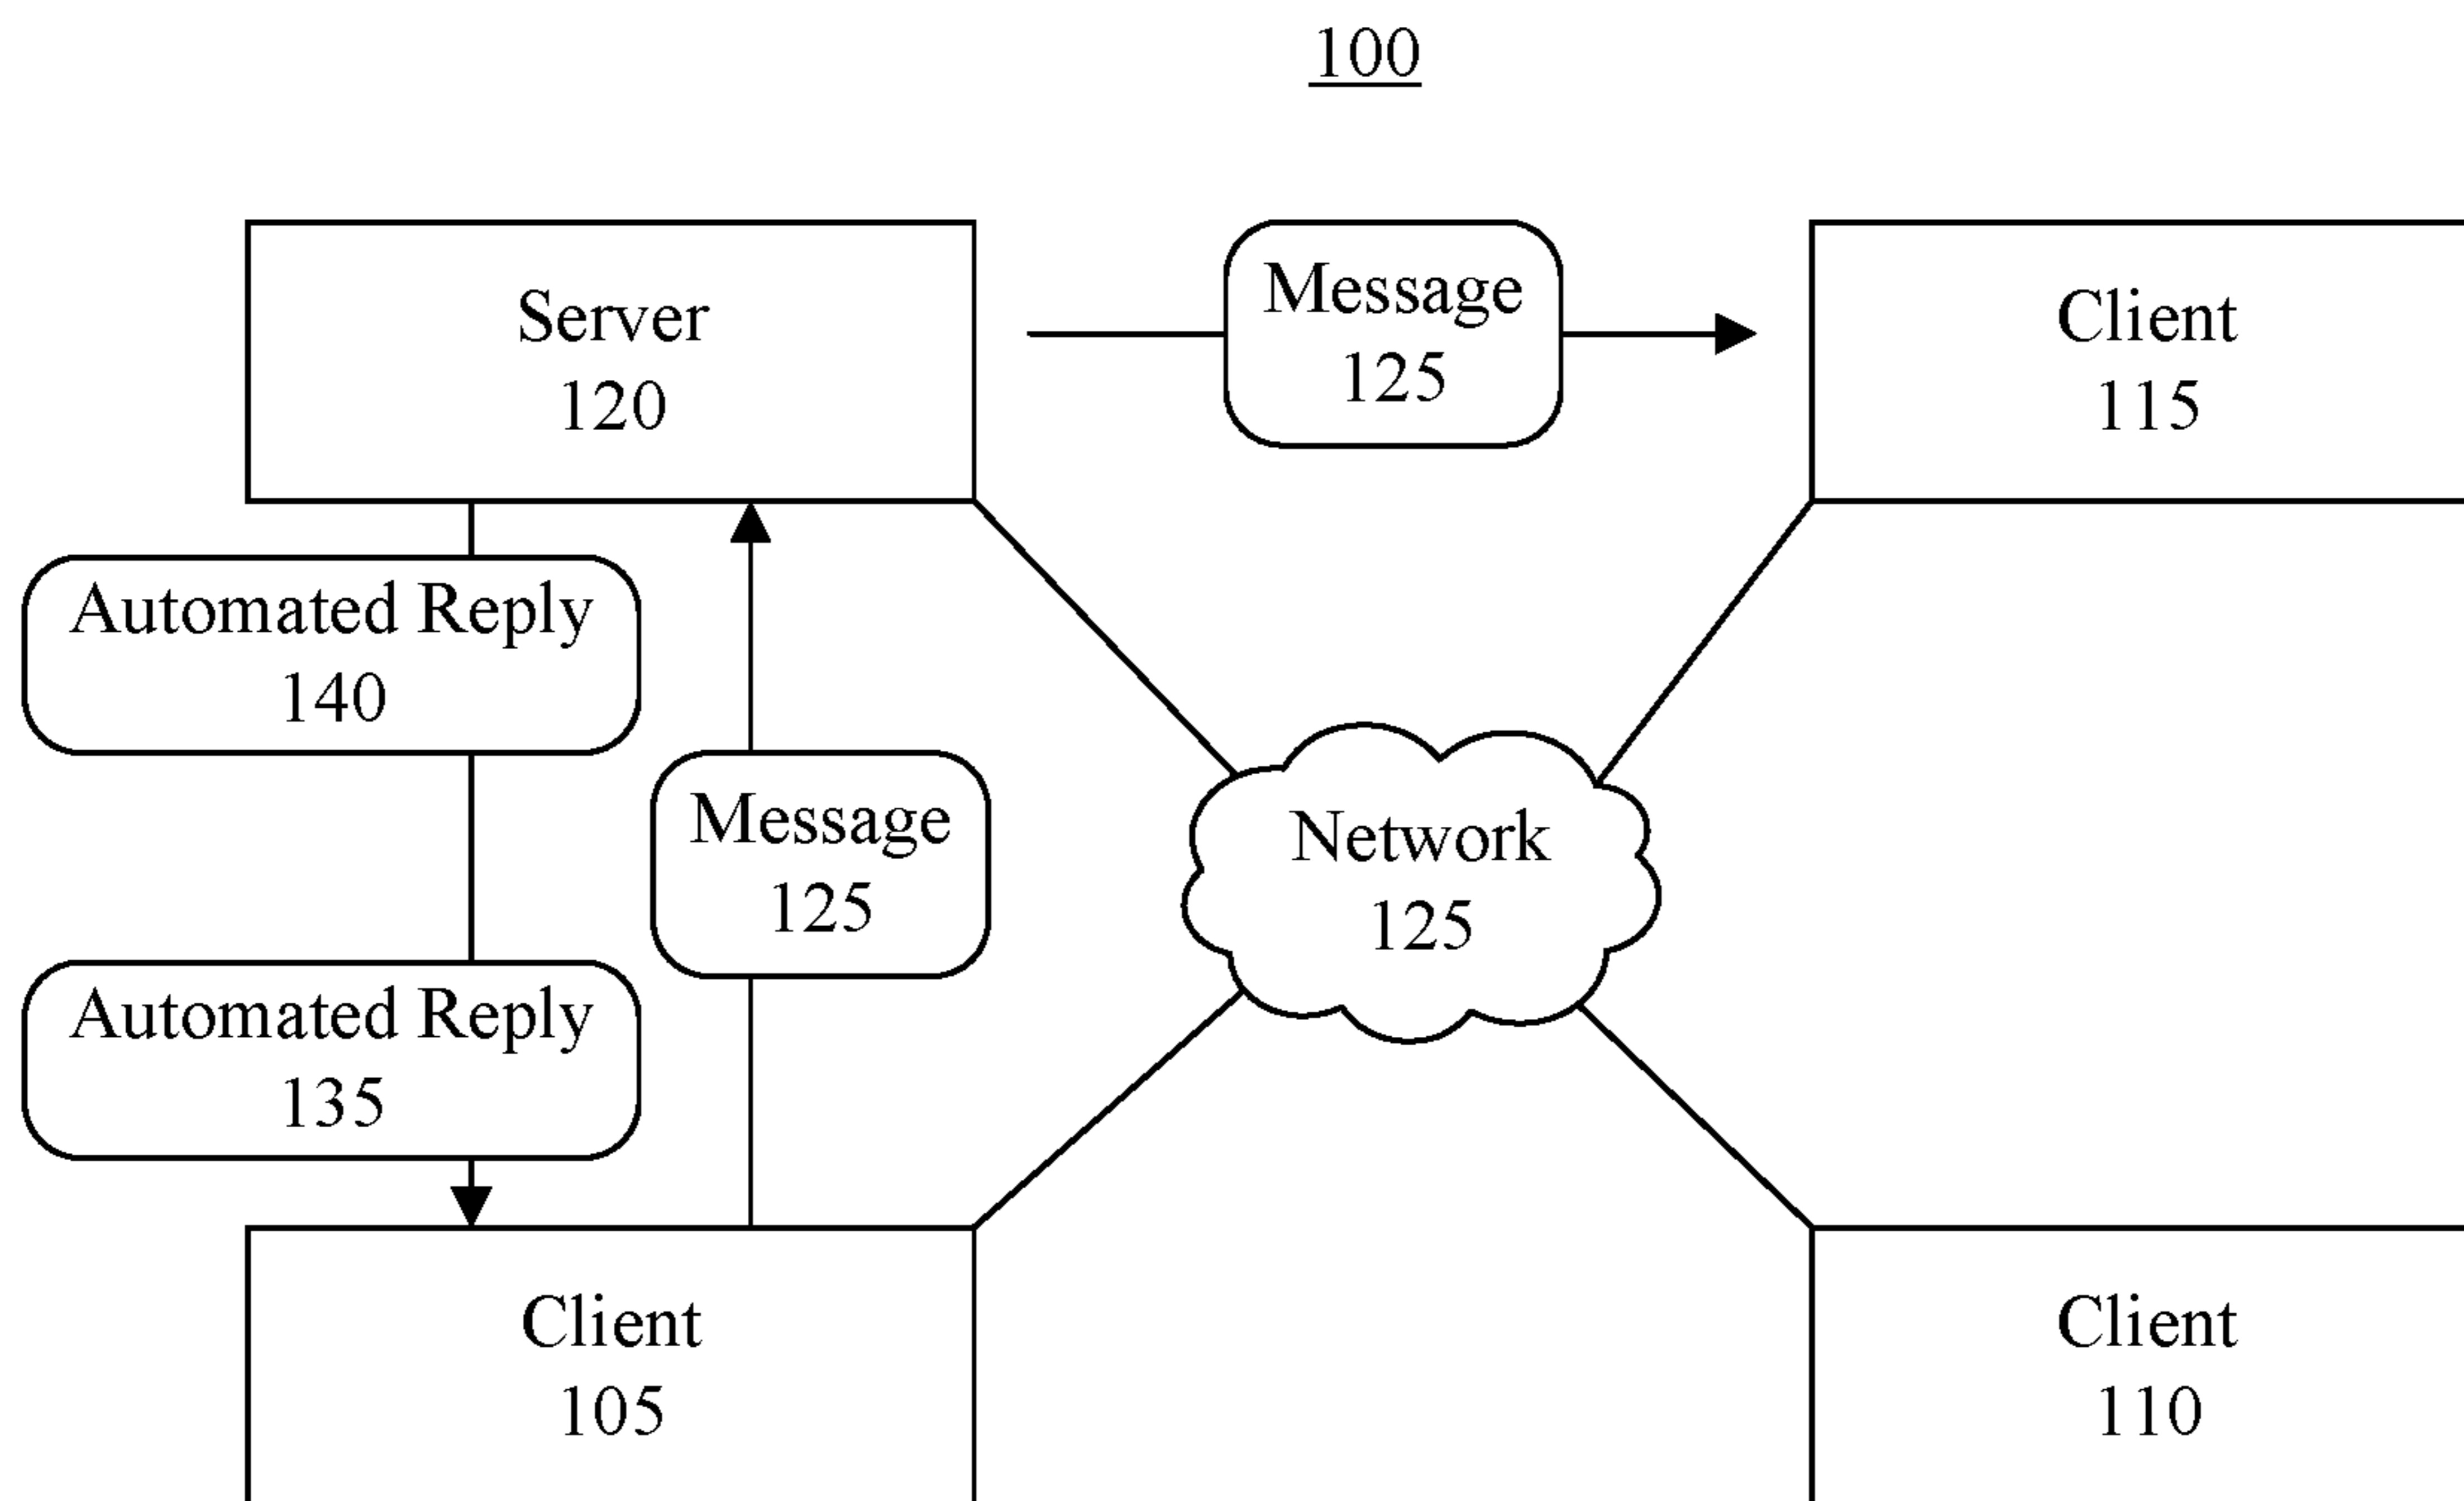 100
Server
120
Message
125
Client
115
Automated Reply
140
Message
125
Network
125
Automated Reply
135
Client
105
Client
110